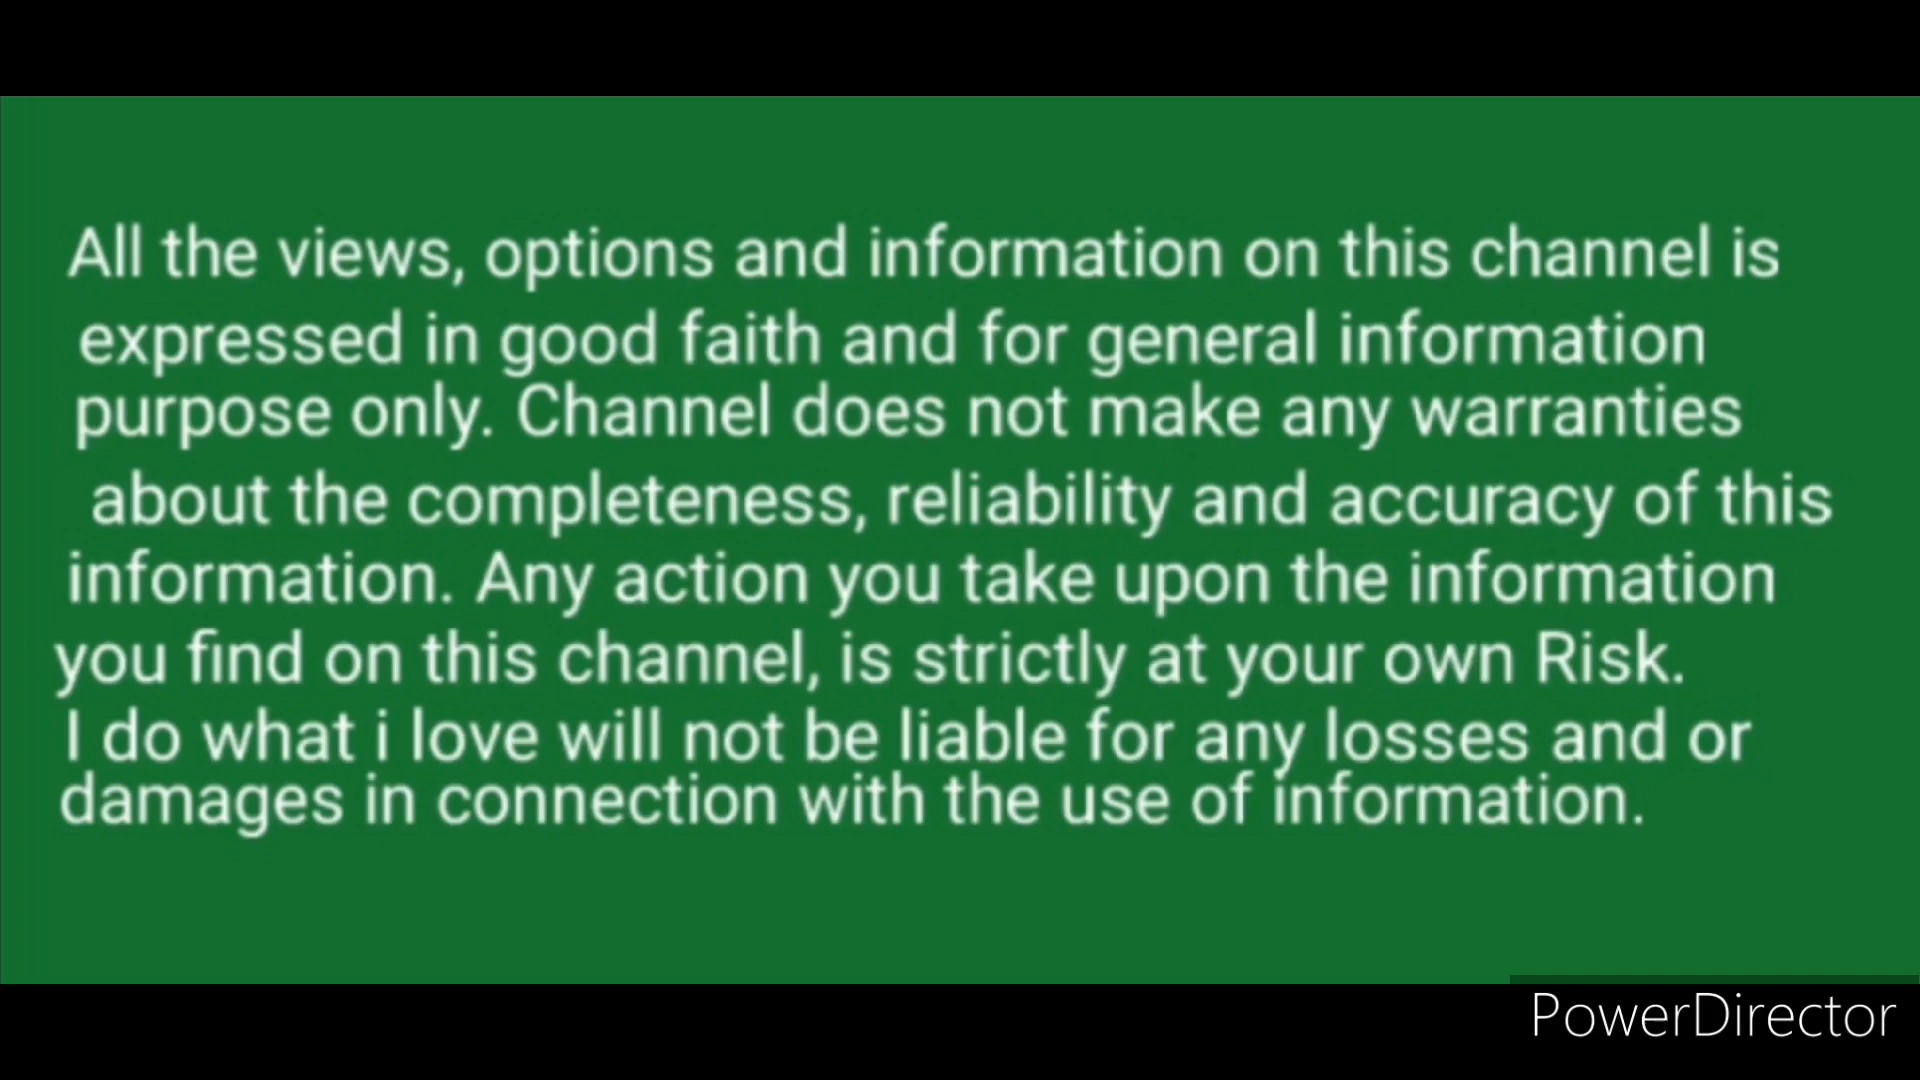 All the views, options and information on this channel is
expressed in good faith and for general information
purpose only. Channel does not make any warranties
about the completeness, reliability and accuracy of this
information. Any action you take upon the information
you find on this channel, is strictly at your own Risk.
I do what i love will not be liable for any losses and or
damages in connection with the use of information.
PowerDirector